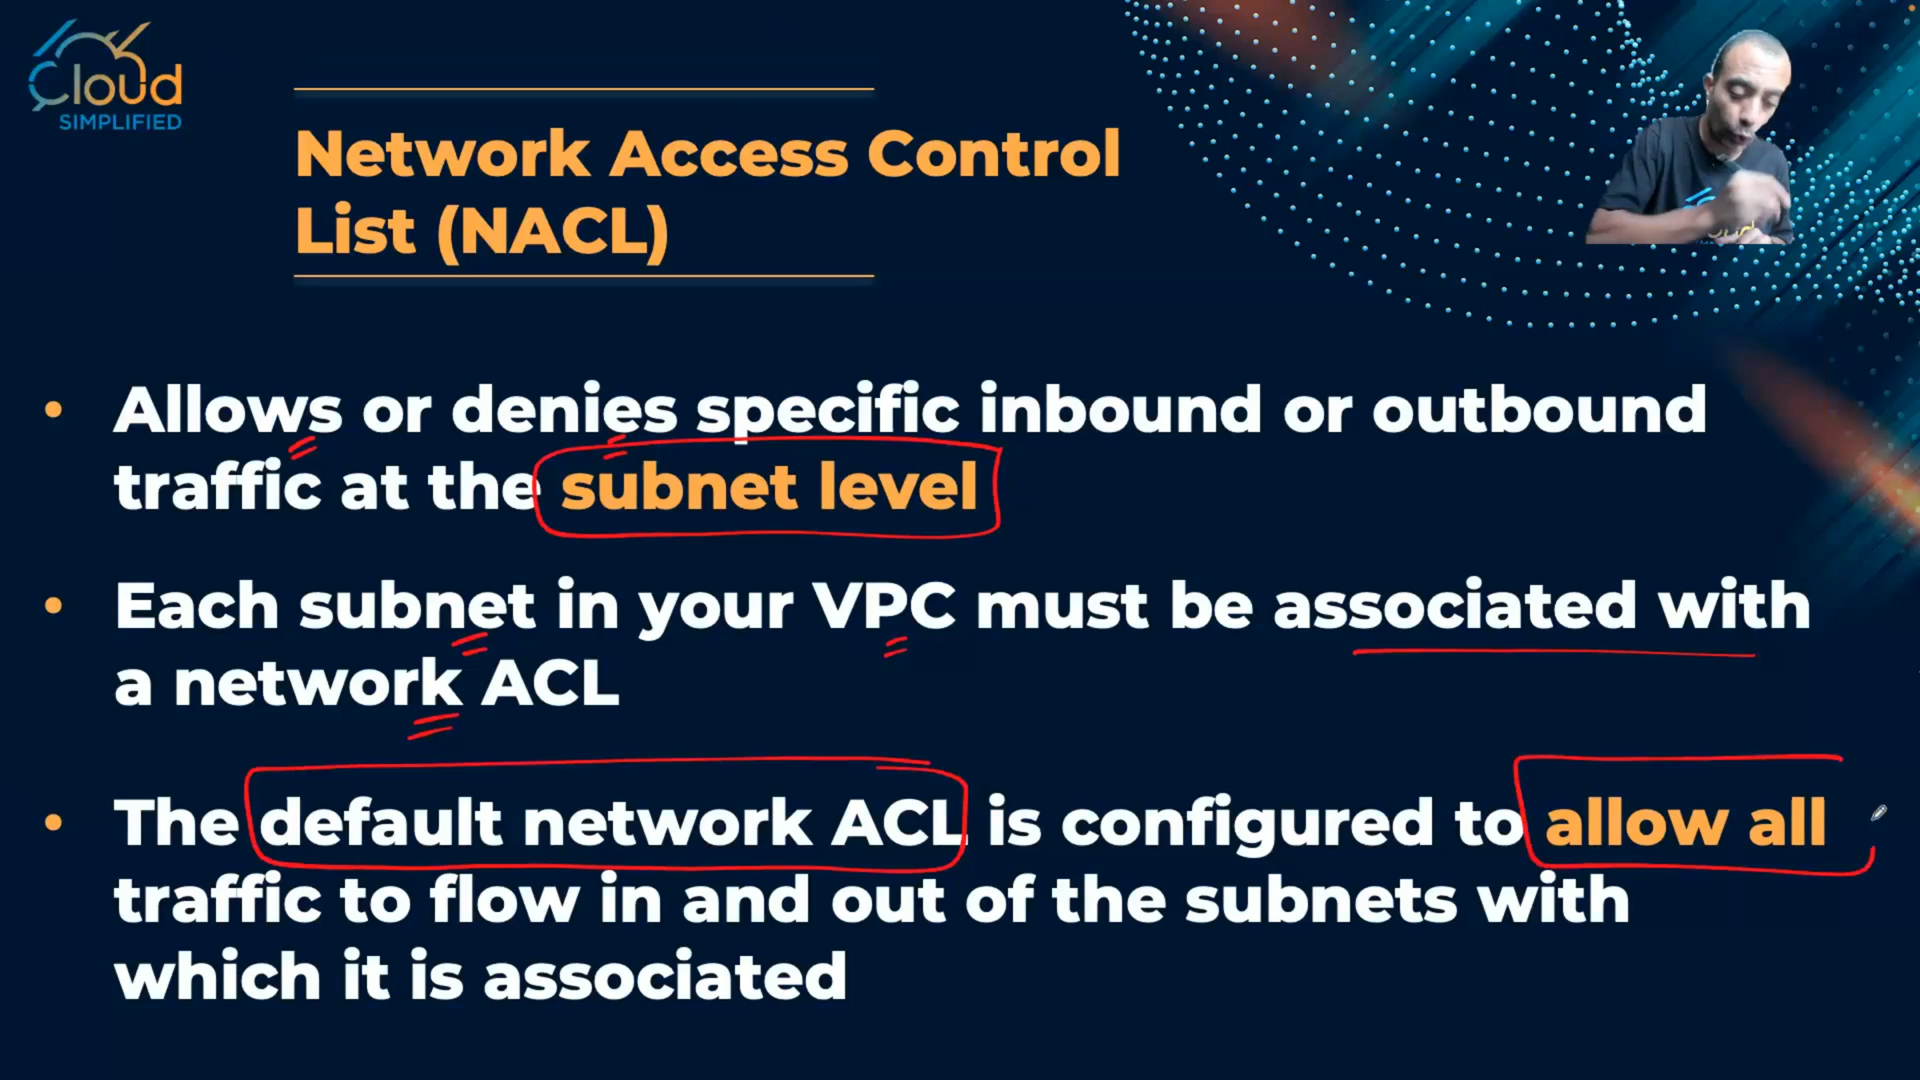 Cloud
SIMPLIFIED
Network Access Control
List (NACL)
• Allows or denies specific inbound or outbound
traffic at the subnet level
• Each subnet in your VPC must be associated with
a network ACL
• The default network ACL is configured to allow all
traffic to flow in and out of the subnets with
which it is associated